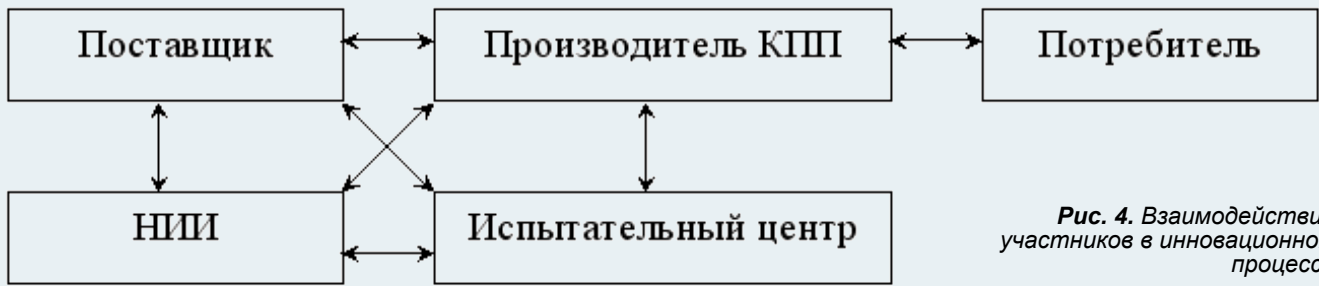 Поставщик
Производитель КПП
Потребитель
НИИ
Испытательный центр
Рис. 4. Взаимодействи
участников в инновационно
процесс